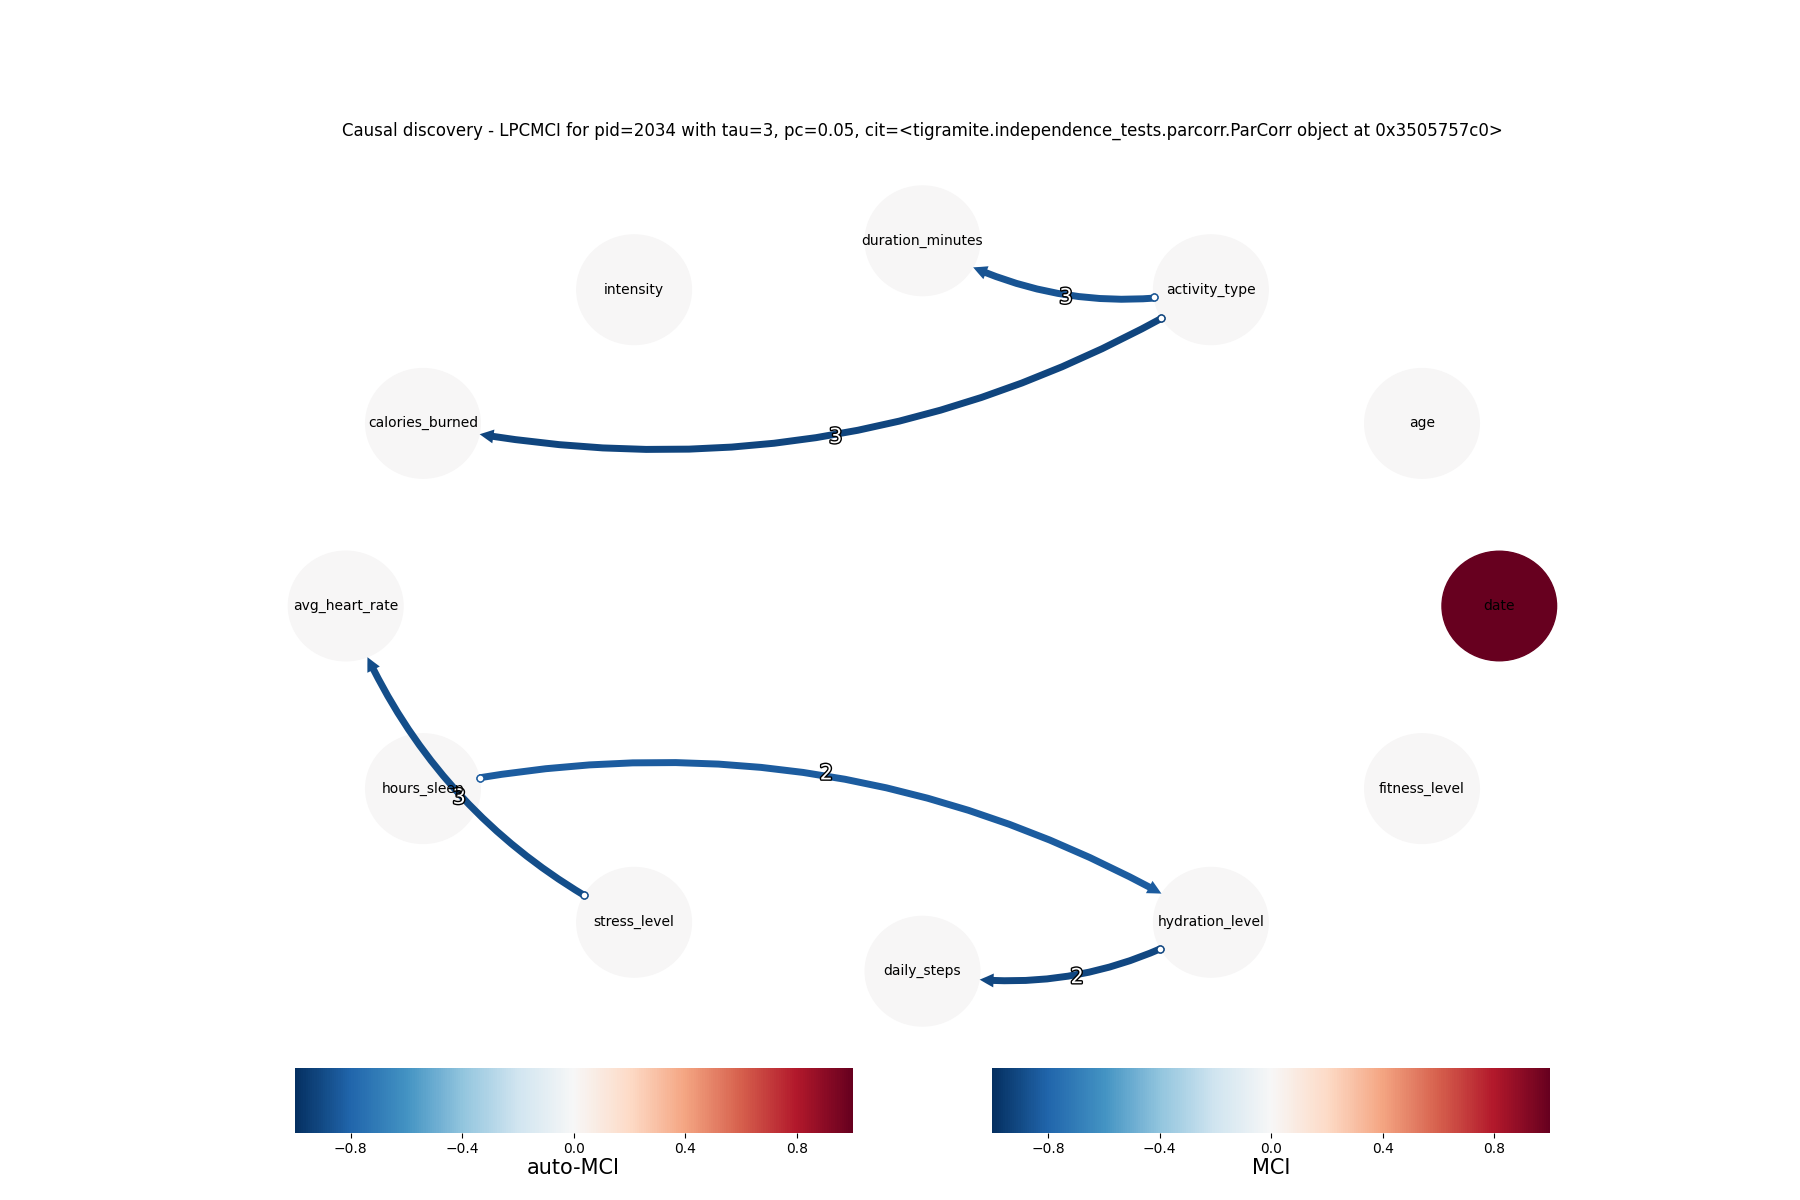 Causal discovery - LPCMCI for pid=2034 with tau=3, pc=0.05, cit=<tigramite.independence_tests.parcorr.ParCorr object at 0x3505757c0>
duration_minutes
intensity
activity_type
3
calories_burned
3
age
avg_heart_rate
date
2
hours_sleep
3
fitness_level
stress_level
hydration_level
daily_steps
2
−0.8 −0.4 0.0 0.4 0.8
auto-MCI
−0.8 −0.4 0.0 0.4 0.8
MCI